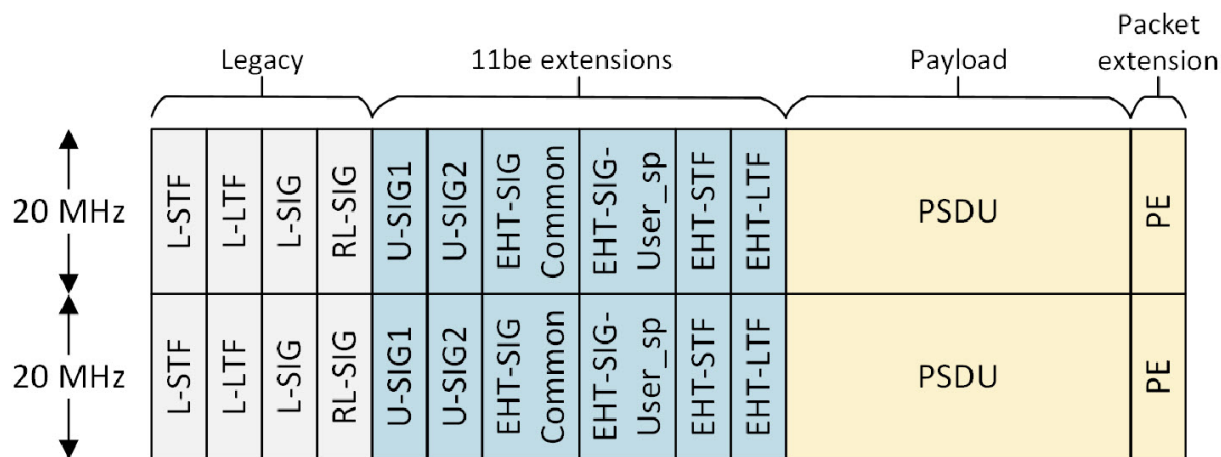 Packet
Legacy 11be extensions Payload extension
20 MHz L-STF L-LTF L-SIG RL-SIG U-SIG1 U-SIG2 EHT-SIG Common EHT-SIG- User_sp EHT-STF EHT-LTF PSDU PE
20 MHz L-STF L-LTF L-SIG RL-SIG U-SIG1 U-SIG2 EHT-SIG Common EHT-SIG- User_sp EHT-STF EHT-LTF PSDU PE